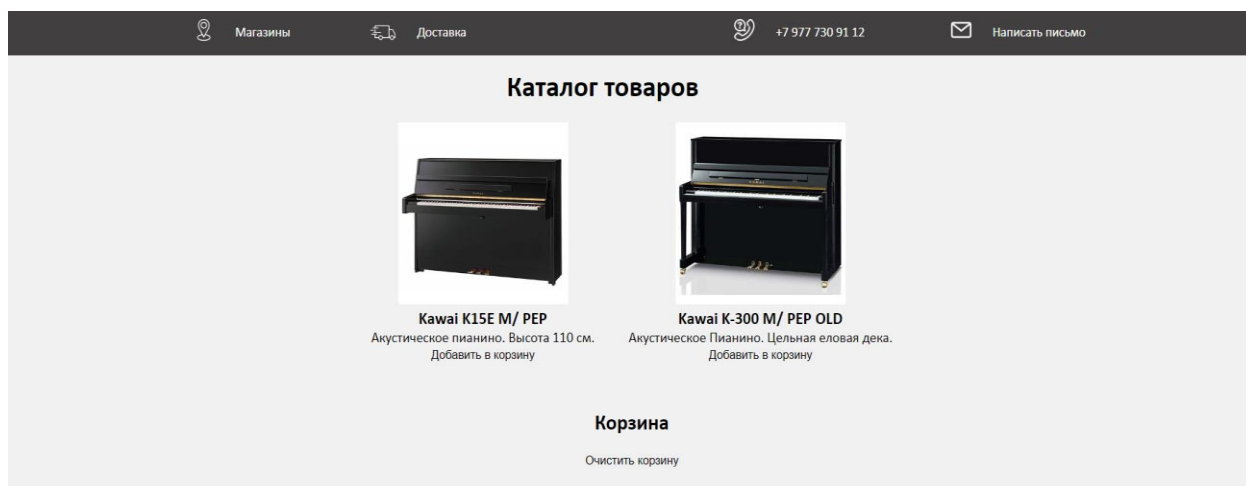 Магазины
Доставка
+7 977 730 91 12
Написать письмо
Каталог товаров
Kawai K15E M/ PEP
Акустическое пианино. Высота 110 см.
Добавить в корзину
Kawai K-300 M/ PEP OLD
Акустическое Пианино. Цельная еловая дека.
Добавить в корзину
Корзина
Очистить корзину